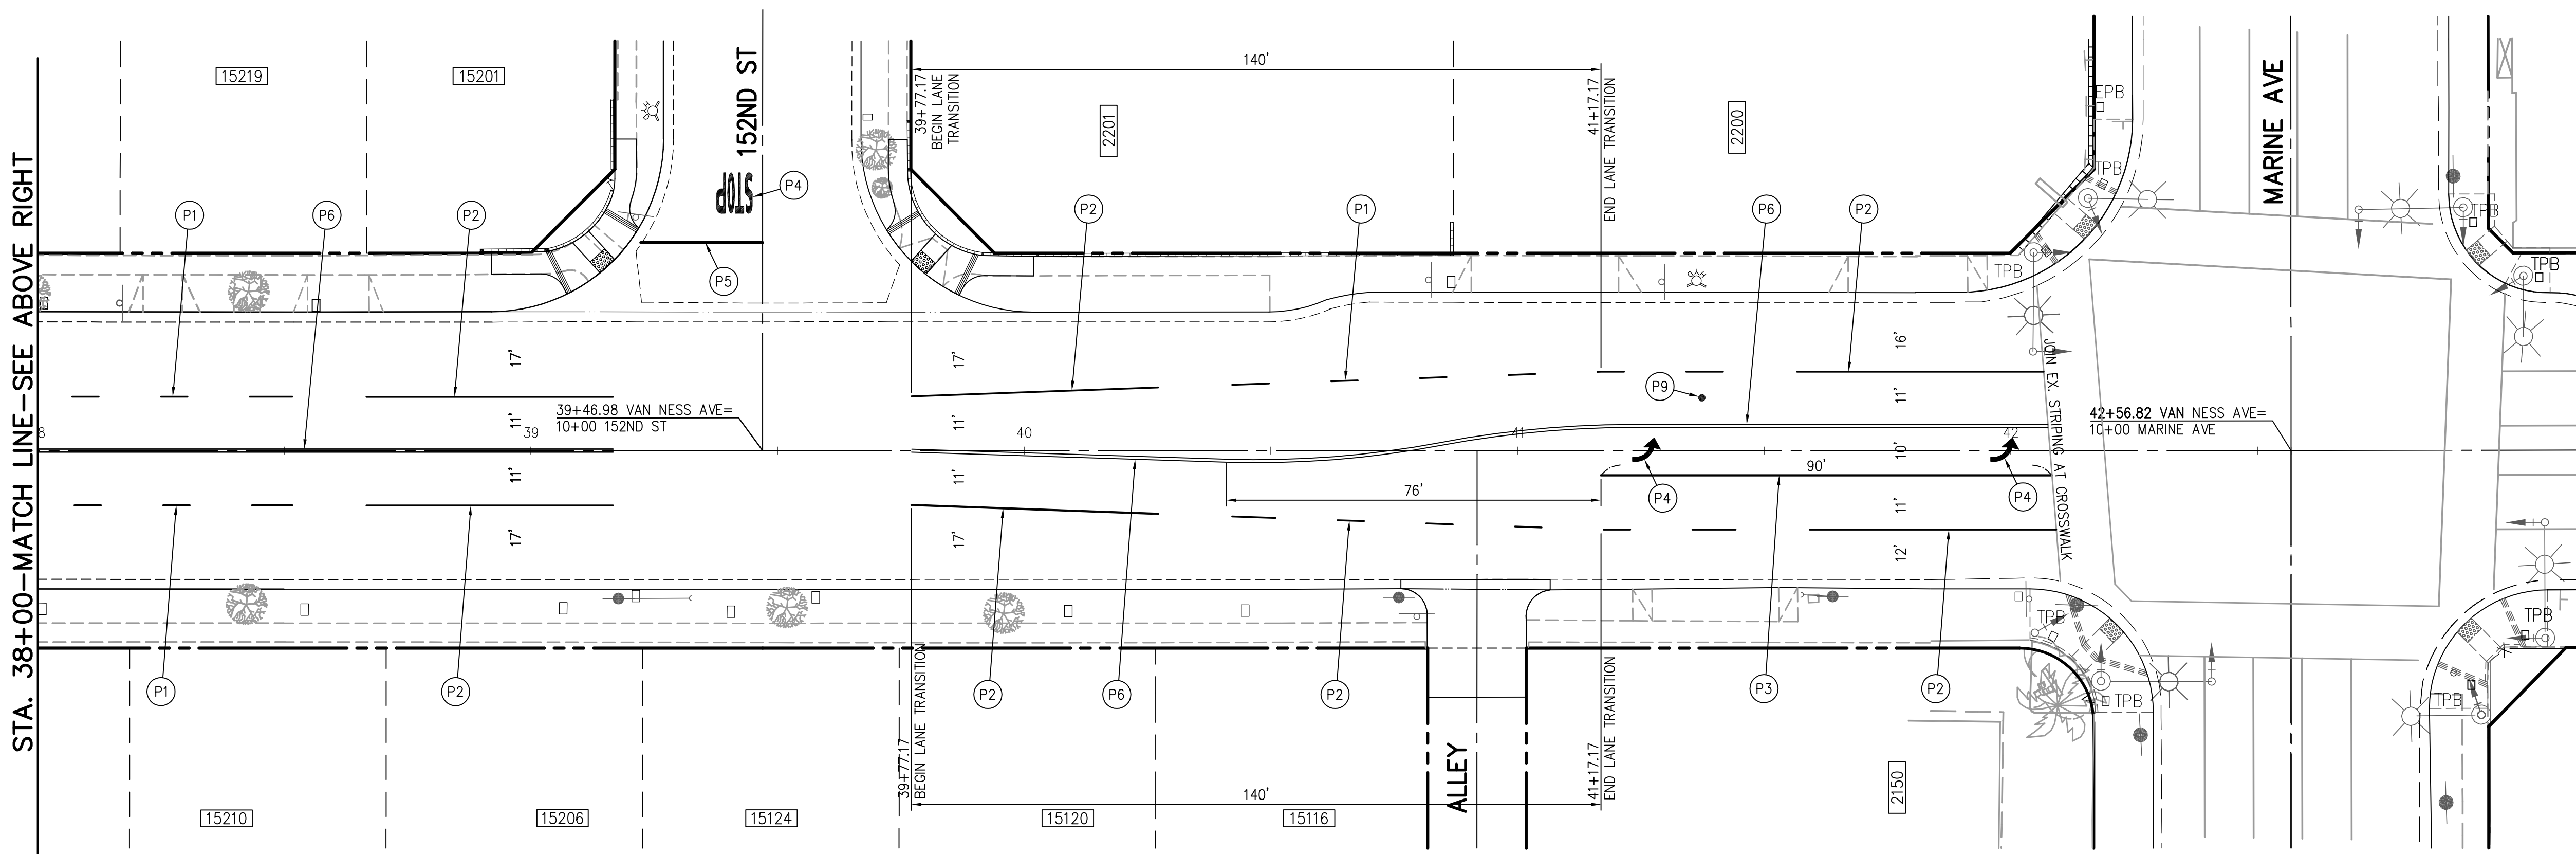 STA. 38+00-MATCH LINE-SEE ABOVE RIGHT
15219
15201
152ND ST
STOP
P4
P1
P6
P2
P5
140'
39+77.17
BEGIN LANE
TRANSITION
2201
P2
P1
41+17.17
END LANE TRANSITION
2200
P6
P2
EPB
TPB
TPB
MARINE AVE
TPB
TPB
17'
17'
16'
P9
39+46.98 VAN NESS AVE=
10+00 152ND ST
42+56.82 VAN NESS AVE=
10+00 MARINE AVE
JOIN EX. STRIPING AT CROSSWALK
11'
11'
11'
8
39
40
41
42
11'
11'
10'
90'
76'
P4
P4
11'
17'
17'
12'
TPB
TPB
TPB
TPB
P1
P2
P2
P6
P2
P3
P2
39+77.17
BEGIN LANE TRANSITION
41+17.17
END LANE TRANSITION
140'
ALLEY
2150
15210
15206
15124
15120
15116